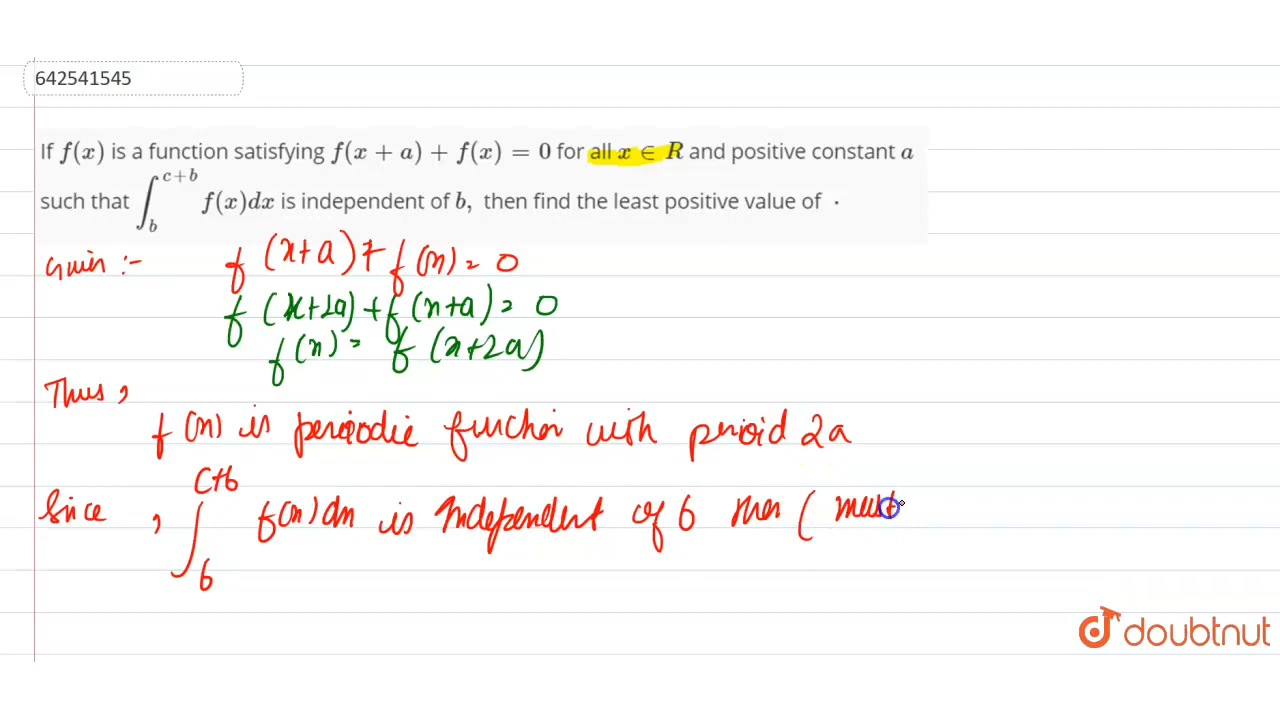 642541545
If f(x) is a function satisfying f(x + a) + f(x) = 0 for all x ∈ R and positive constant a
such that ∫_b^{c+b} f(x)dx is independent of b, then find the least positive value of ·
Given :- f (x+a) + f(x) = 0
f (x+2a) + f (x+a) = 0
f(x) = f (x+2a)
Thus,
f(x) is periodic function with period 2a
Since, ∫_b^{c+b} f(x) dx is independent of b then ( must
doubtnut